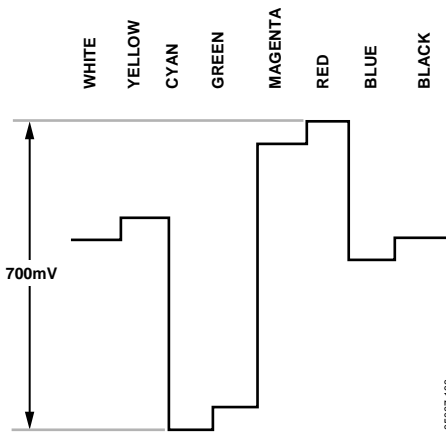 WHITE
YELLOW
CYAN
GREEN
MAGENTA
RED
BLUE
BLACK
700mV